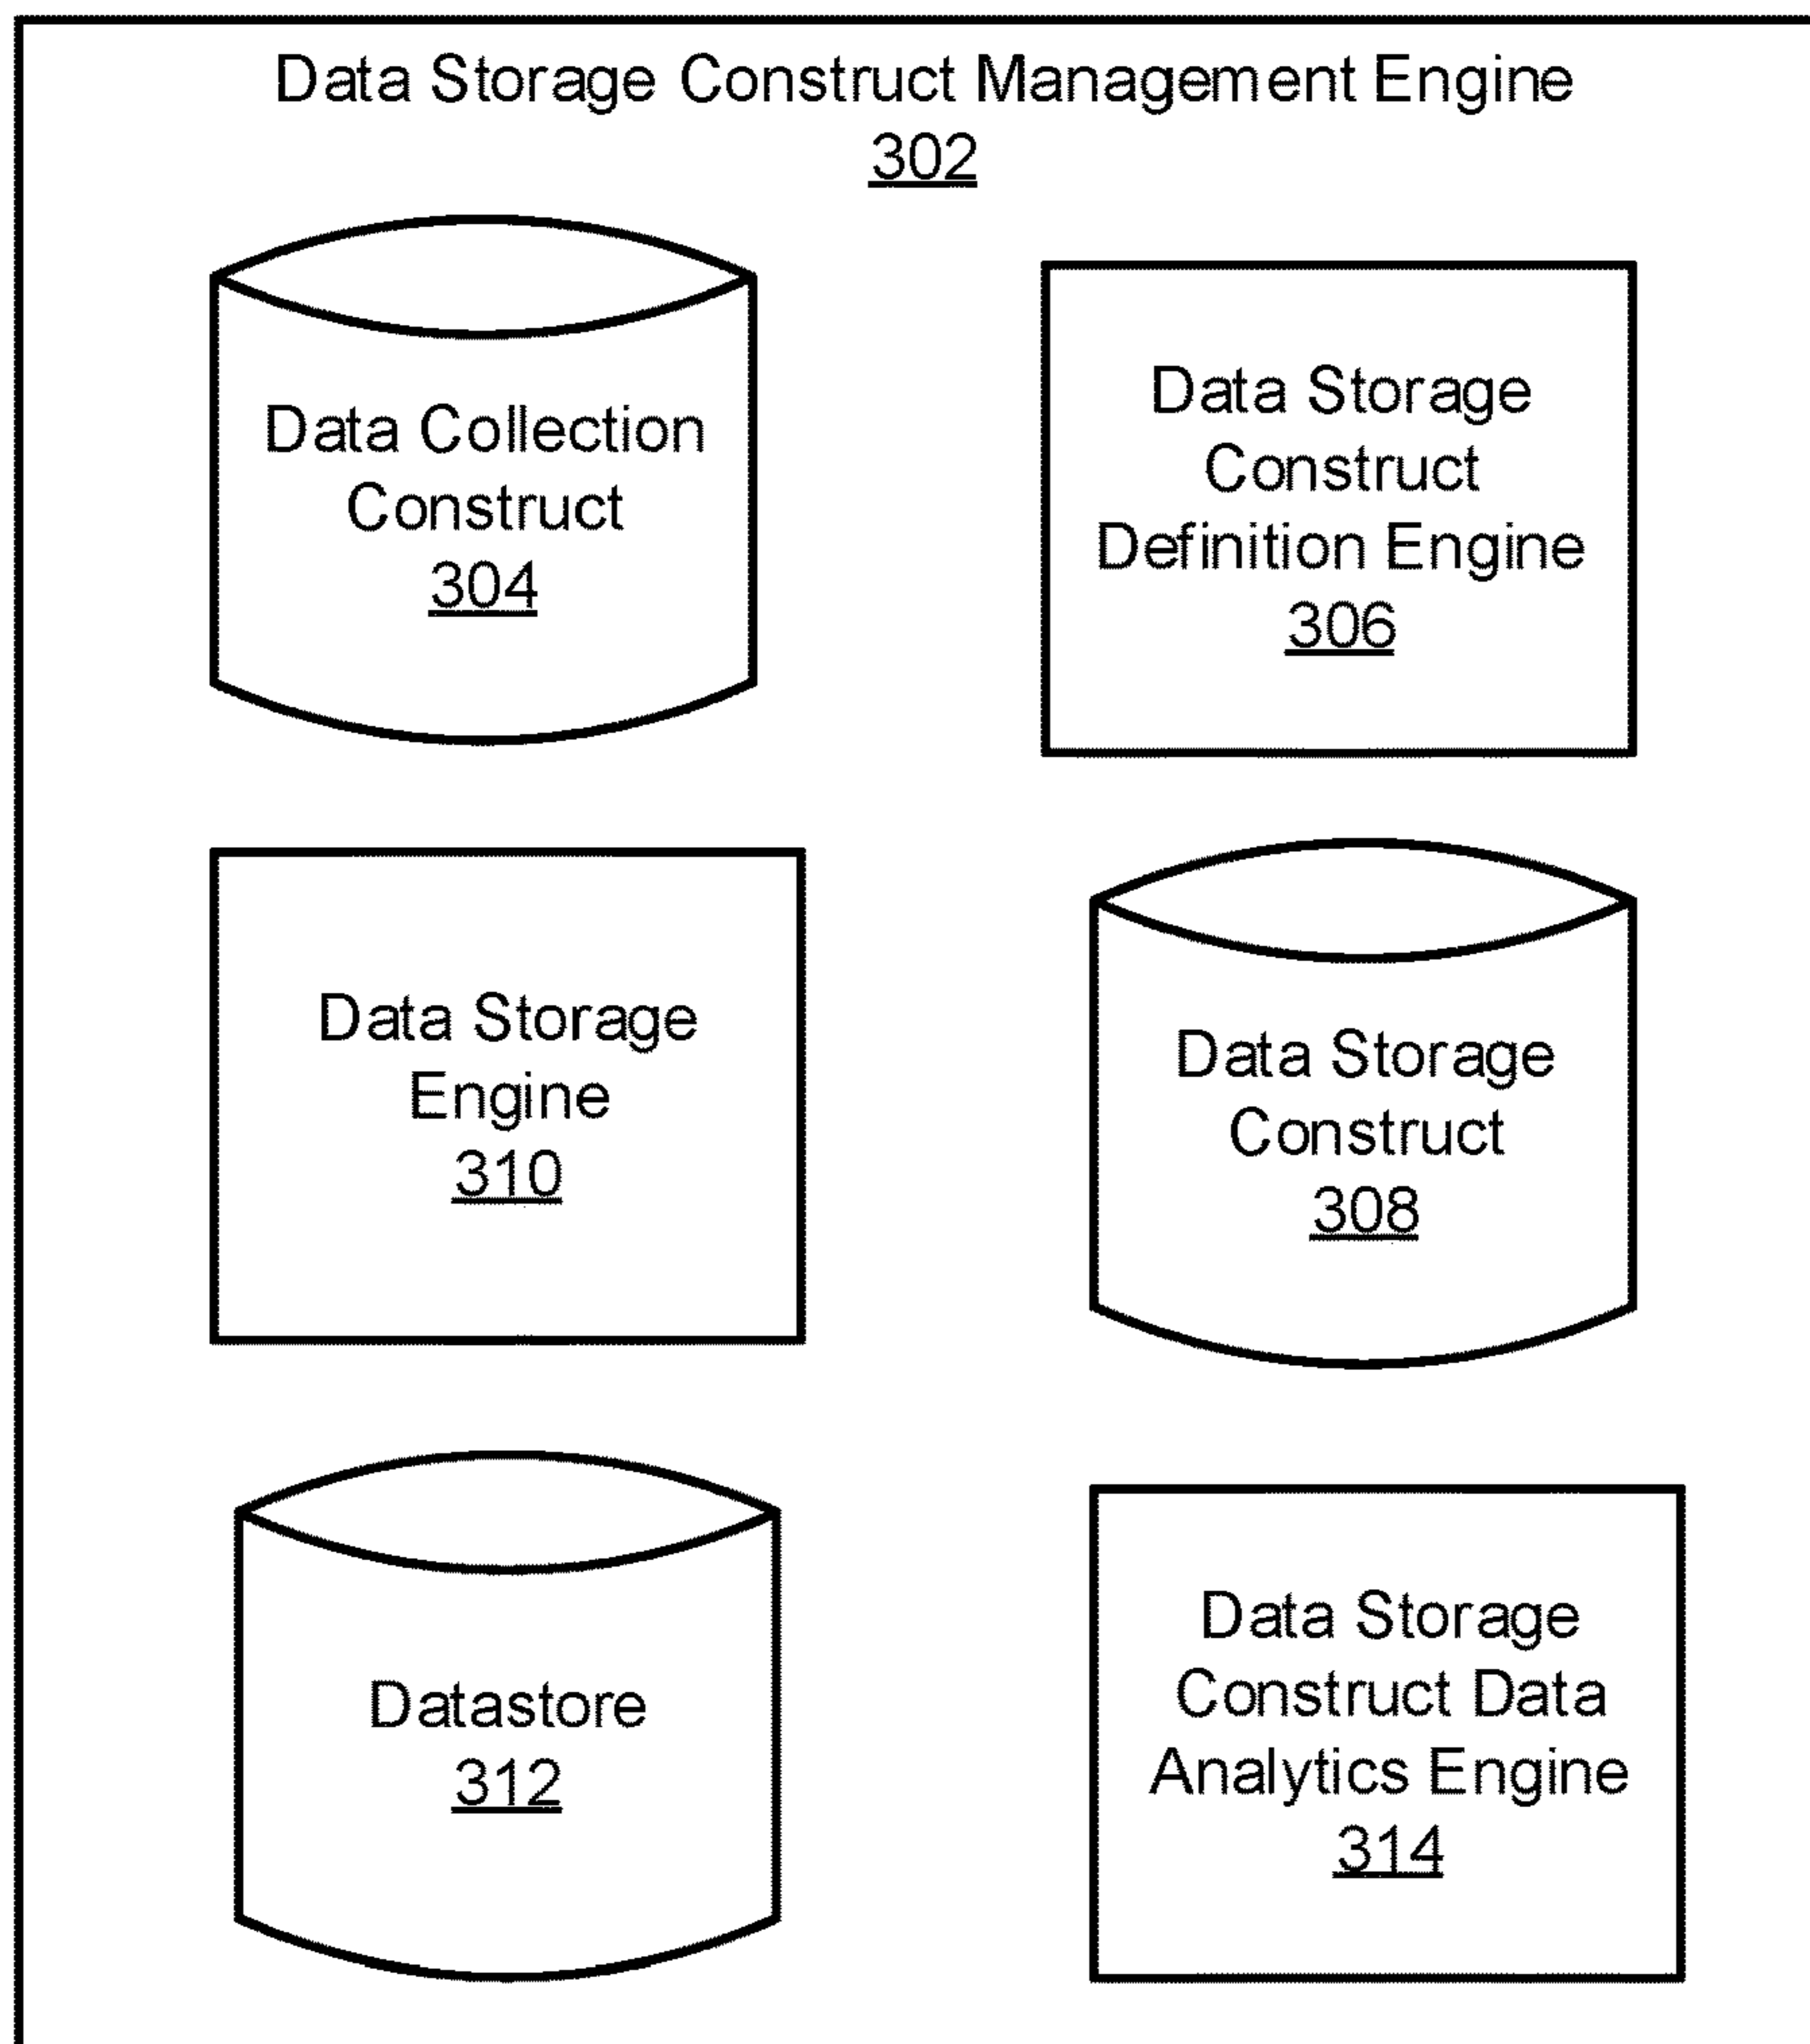 Data Storage Construct Management Engine
302
Data Collection
Construct
304
Data Storage
Construct
Definition Engine
306
Data Storage
Engine
310
Data Storage
Construct
308
Datastore
312
Data Storage
Construct Data
Analytics Engine
314